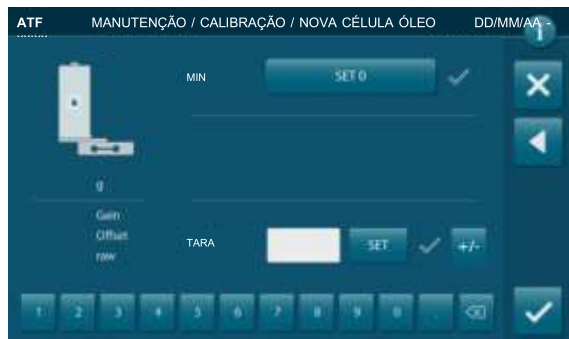 ATF MANUTENÇÃO / CALIBRAÇÃO / NOVA CÉLULA ÓLEO DD/MM/AA -
MIN SET 0
g
Gain
Offset
raw
TARA SET +/-
1 2 3 4 5 6 7 8 9 0 .